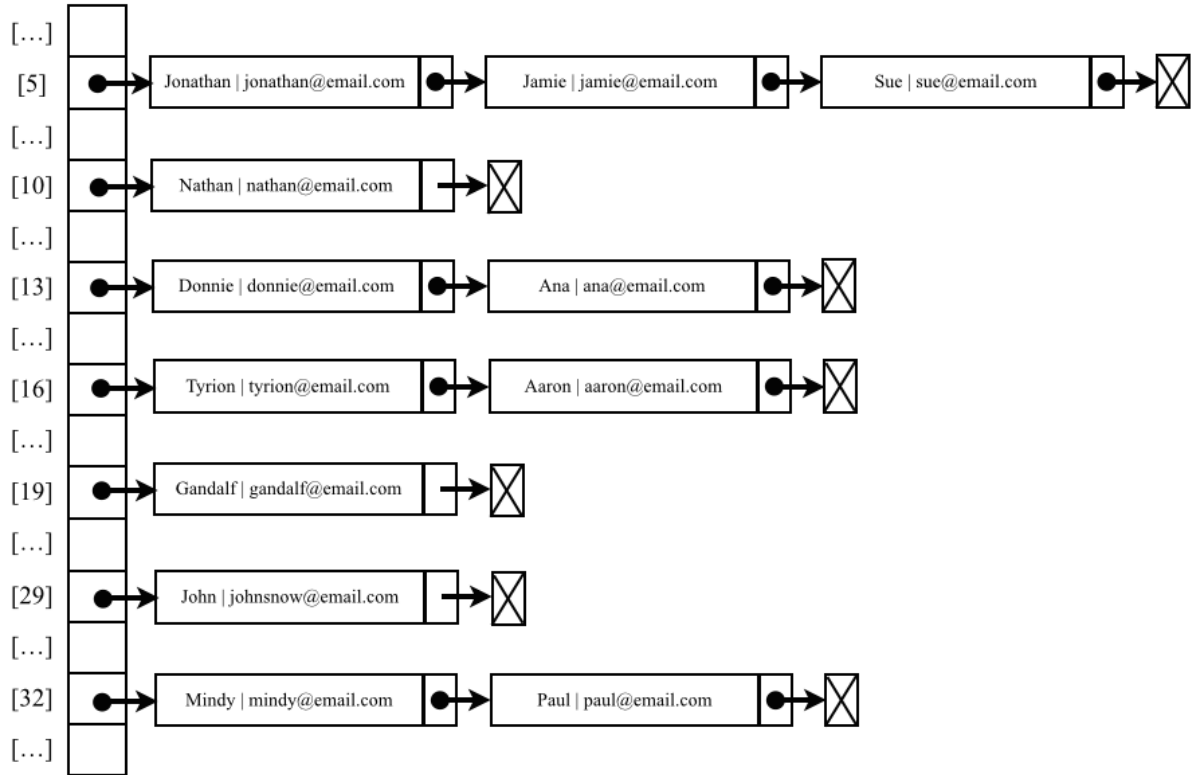 […]
[5] Jonathan | jonathan@email.com Jamie | jamie@email.com Sue | sue@email.com
[…]
[10] Nathan | nathan@email.com
[…]
[13] Donnie | donnie@email.com Ana | ana@email.com
[…]
[16] Tyrion | tyrion@email.com Aaron | aaron@email.com
[…]
[19] Gandalf | gandalf@email.com
[…]
[29] John | johnsnow@email.com
[…]
[32] Mindy | mindy@email.com Paul | paul@email.com
[…]